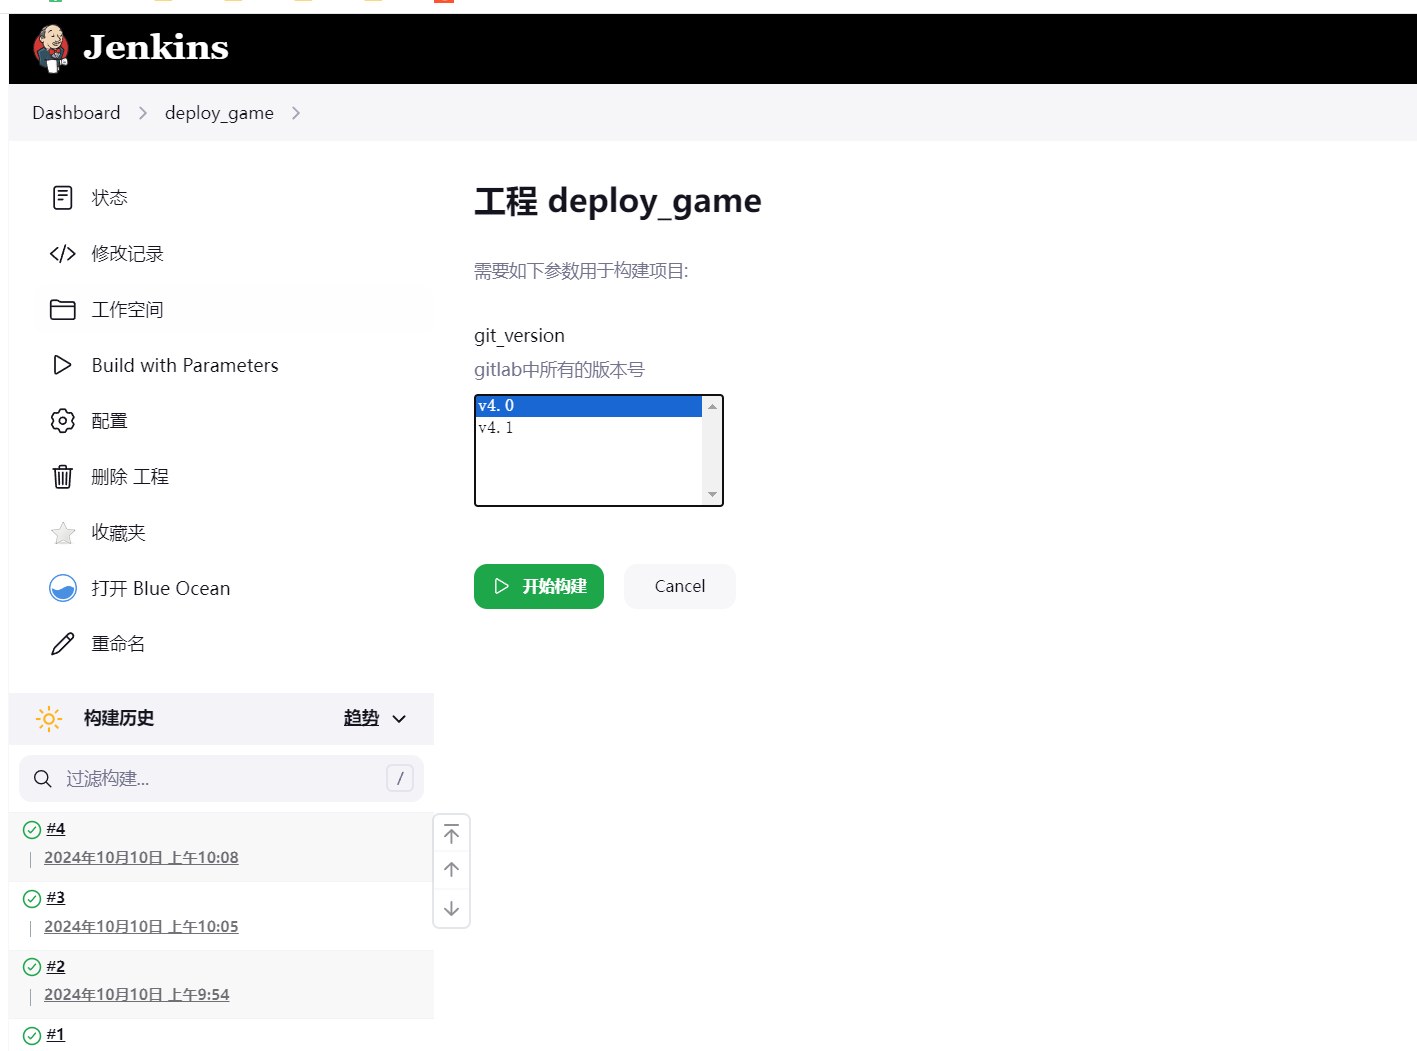 Jenkins
Dashboard
deploy_game
状态
修改记录
工作空间
Build with Parameters
配置
删除 工程
收藏夹
打开 Blue Ocean
重命名
构建历史
趋势
过滤构建...
/
#4
2024年10月10日 上午10:08
#3
2024年10月10日 上午10:05
#2
2024年10月10日 上午9:54
#1
工程 deploy_game
需要如下参数用于构建项目:
git_version
gitlab中所有的版本号
v4.0
v4.1
开始构建
Cancel